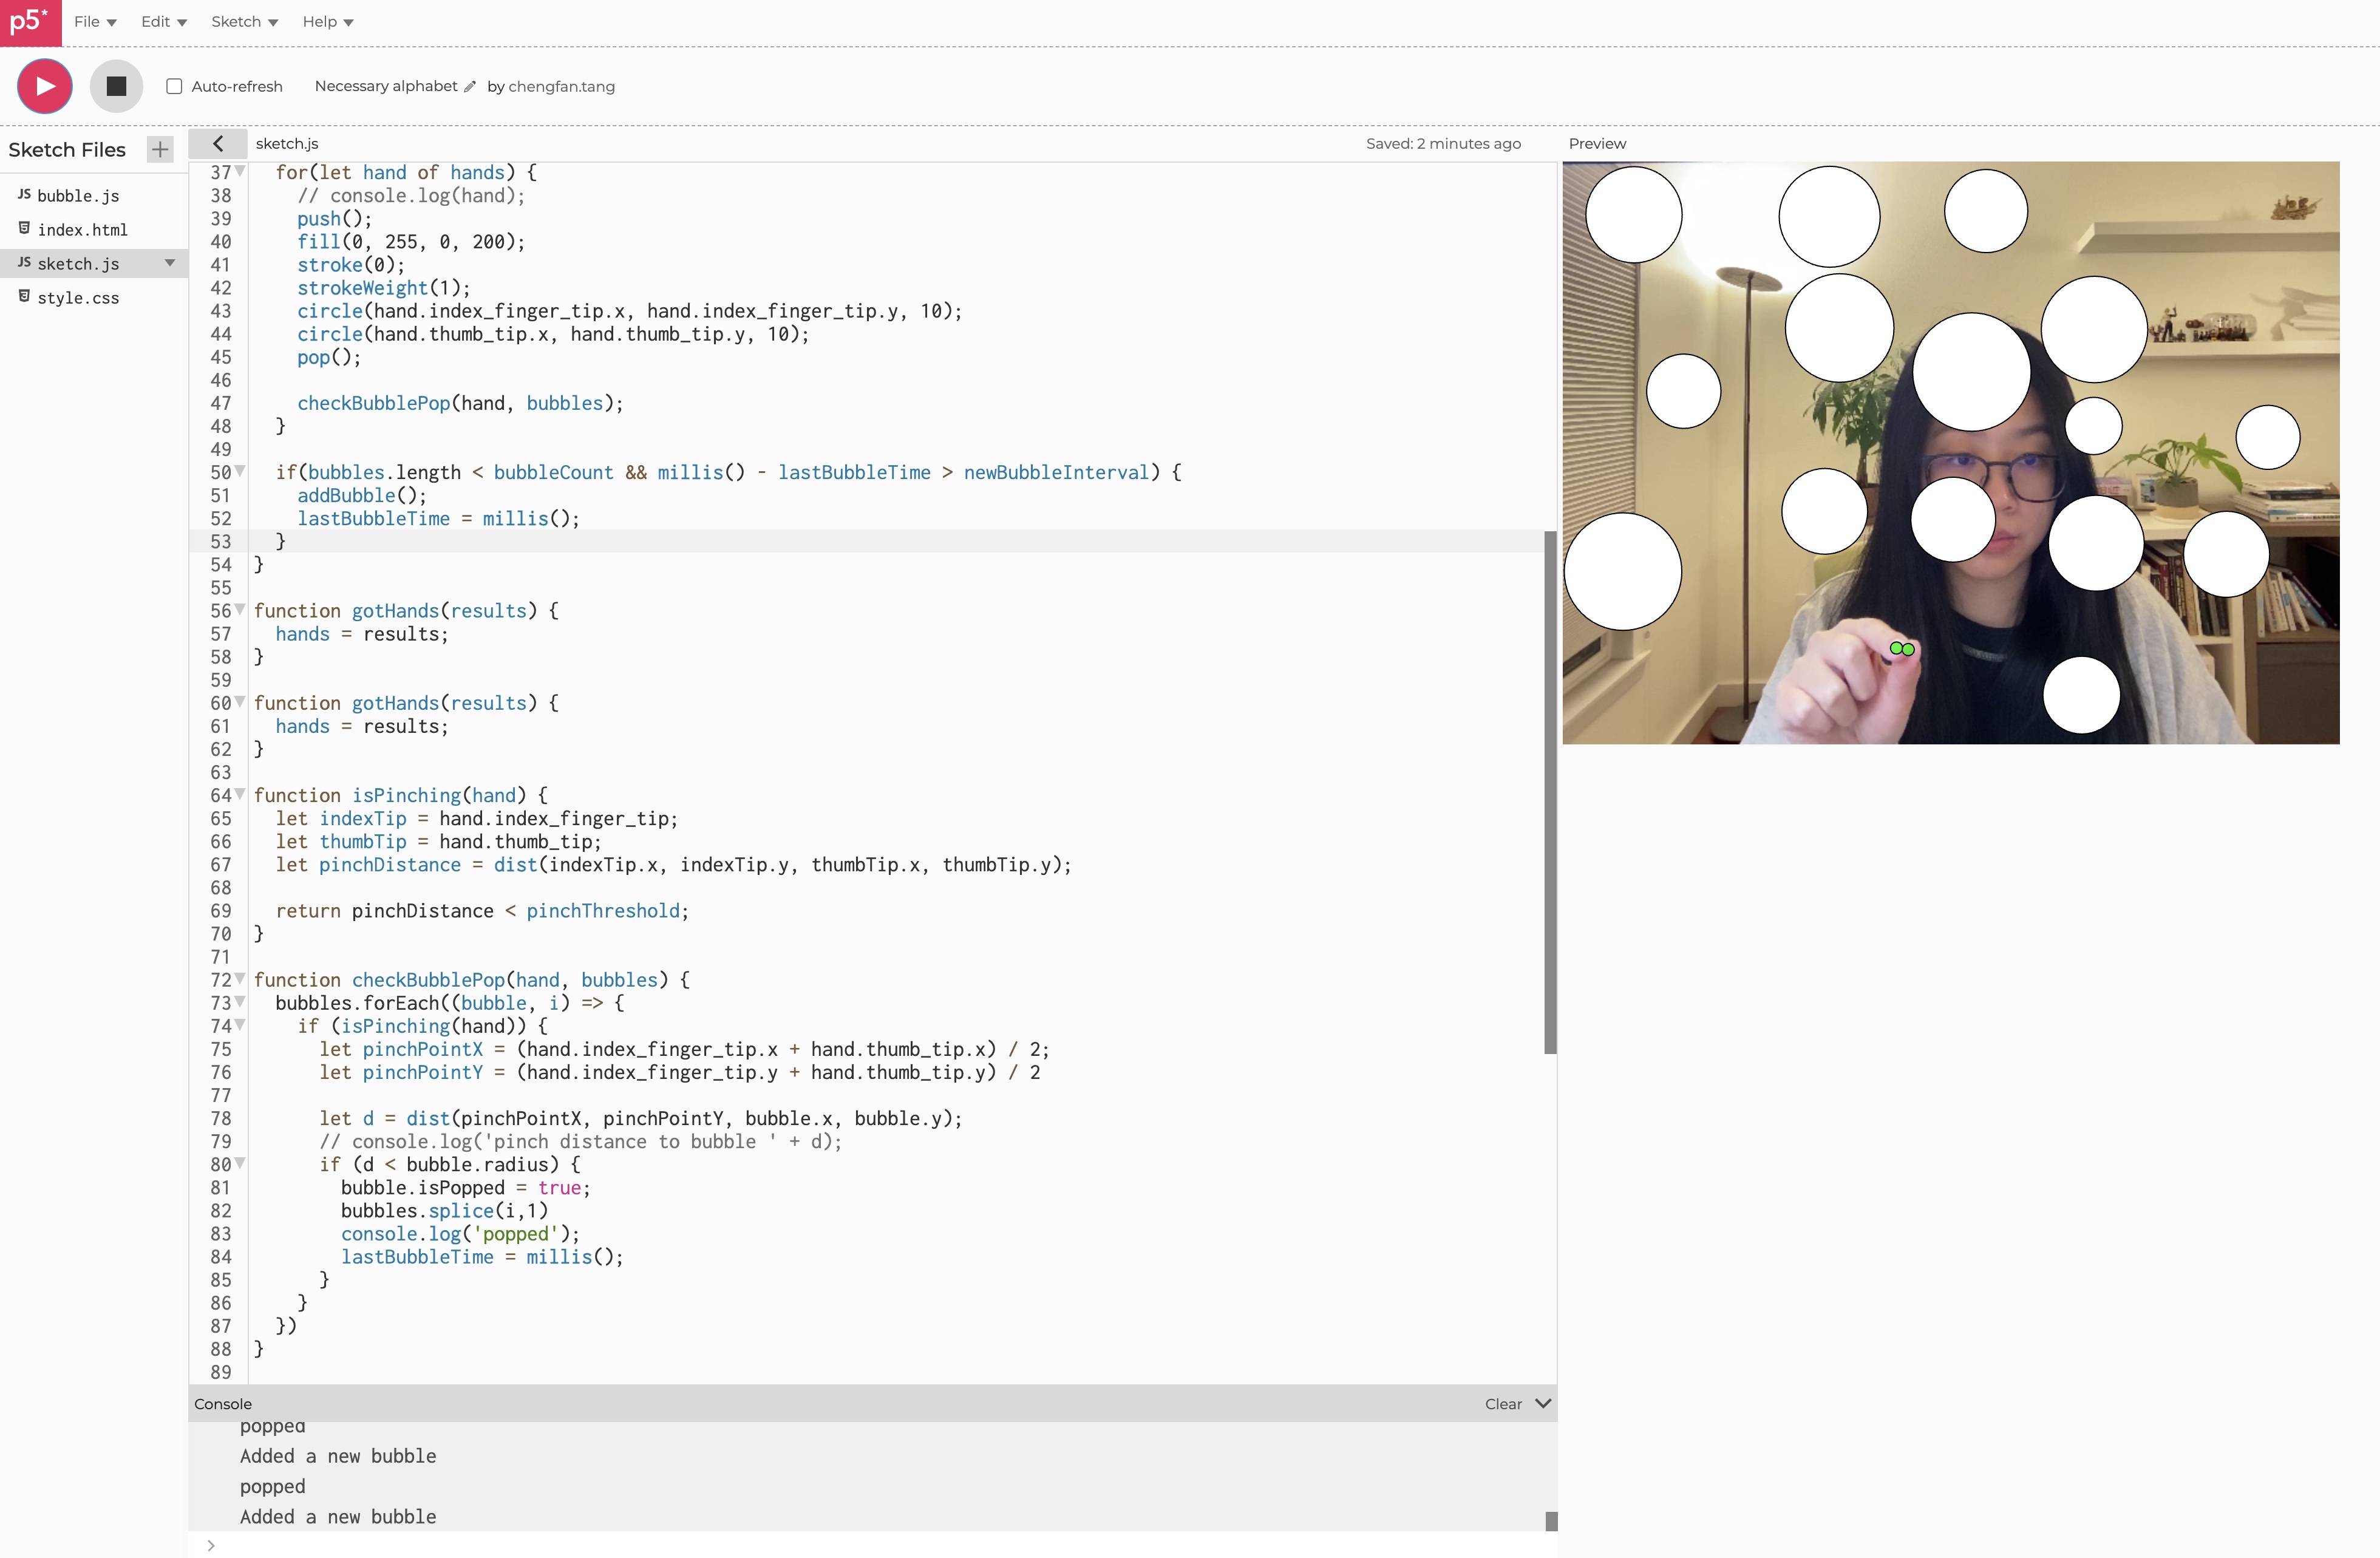 p5*
File Edit Sketch Help
Auto-refresh Necessary alphabet by chengfan.tang
Sketch Files +
JS bubble.js
index.html
JS sketch.js
style.css
sketch.js Saved: 2 minutes ago
37 for(let hand of hands) {
38 // console.log(hand);
39 push();
40 fill(0, 255, 0, 200);
41 stroke(0);
42 strokeWeight(1);
43 circle(hand.index_finger_tip.x, hand.index_finger_tip.y, 10);
44 circle(hand.thumb_tip.x, hand.thumb_tip.y, 10);
45 pop();
46
47 checkBubblePop(hand, bubbles);
48 }
49
50 if(bubbles.length < bubbleCount && millis() - lastBubbleTime > newBubbleInterval) {
51 addBubble();
52 lastBubbleTime = millis();
53 }
54 }
55
56 function gotHands(results) {
57 hands = results;
58 }
59
60 function gotHands(results) {
61 hands = results;
62 }
63
64 function isPinching(hand) {
65 let indexTip = hand.index_finger_tip;
66 let thumbTip = hand.thumb_tip;
67 let pinchDistance = dist(indexTip.x, indexTip.y, thumbTip.x, thumbTip.y);
68
69 return pinchDistance < pinchThreshold;
70 }
71
72 function checkBubblePop(hand, bubbles) {
73 bubbles.forEach((bubble, i) => {
74 if (isPinching(hand)) {
75 let pinchPointX = (hand.index_finger_tip.x + hand.thumb_tip.x) / 2;
76 let pinchPointY = (hand.index_finger_tip.y + hand.thumb_tip.y) / 2
77
78 let d = dist(pinchPointX, pinchPointY, bubble.x, bubble.y);
79 // console.log('pinch distance to bubble ' + d);
80 if (d < bubble.radius) {
81 bubble.isPopped = true;
82 bubbles.splice(i,1)
83 console.log('popped');
84 lastBubbleTime = millis();
85 }
86 }
87 })
88 }
89
Console Clear
popped
Added a new bubble
popped
Added a new bubble
>
Preview